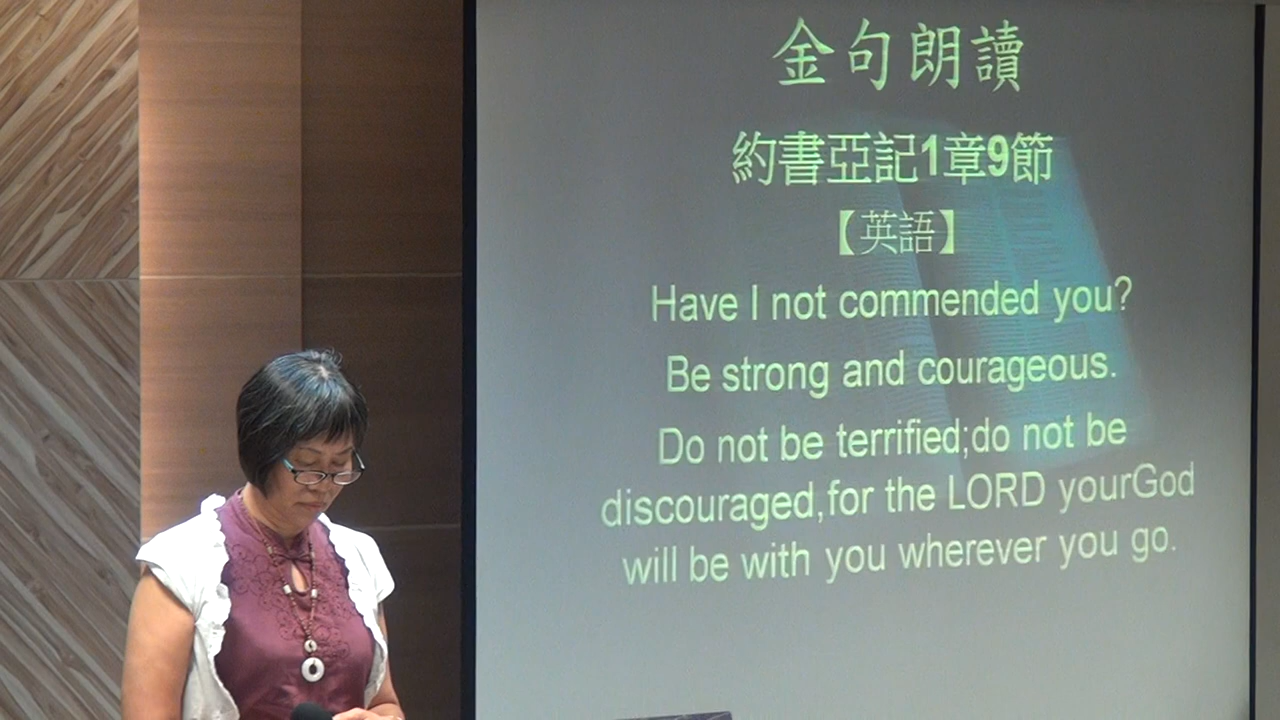 金句朗讀
約書亞記1章9節
【英語】
Have I not commended you?
Be strong and courageous.
Do not be terrified;do not be
discouraged,for the LORD yourGod
will be with you wherever you go.